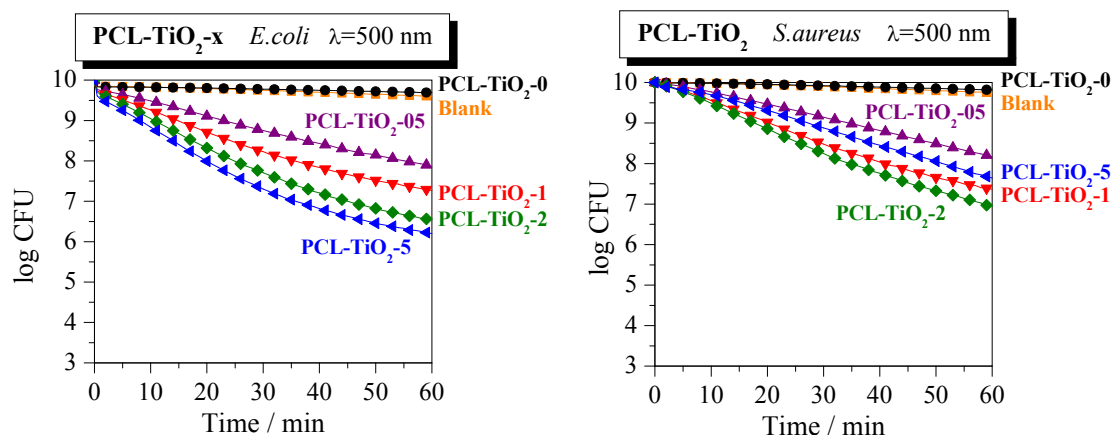 PCL-TiO₂-x E.coli λ=500 nm
10
9
8
7
6
5
4
3
log CFU
0 10 20 30 40 50 60
Time / min
PCL-TiO₂-0
Blank
PCL-TiO₂-05
PCL-TiO₂-1
PCL-TiO₂-2
PCL-TiO₂-5
PCL-TiO₂ S.aureus λ=500 nm
10
9
8
7
6
5
4
3
log CFU
0 10 20 30 40 50 60
Time / min
PCL-TiO₂-0
Blank
PCL-TiO₂-05
PCL-TiO₂-5
PCL-TiO₂-1
PCL-TiO₂-2